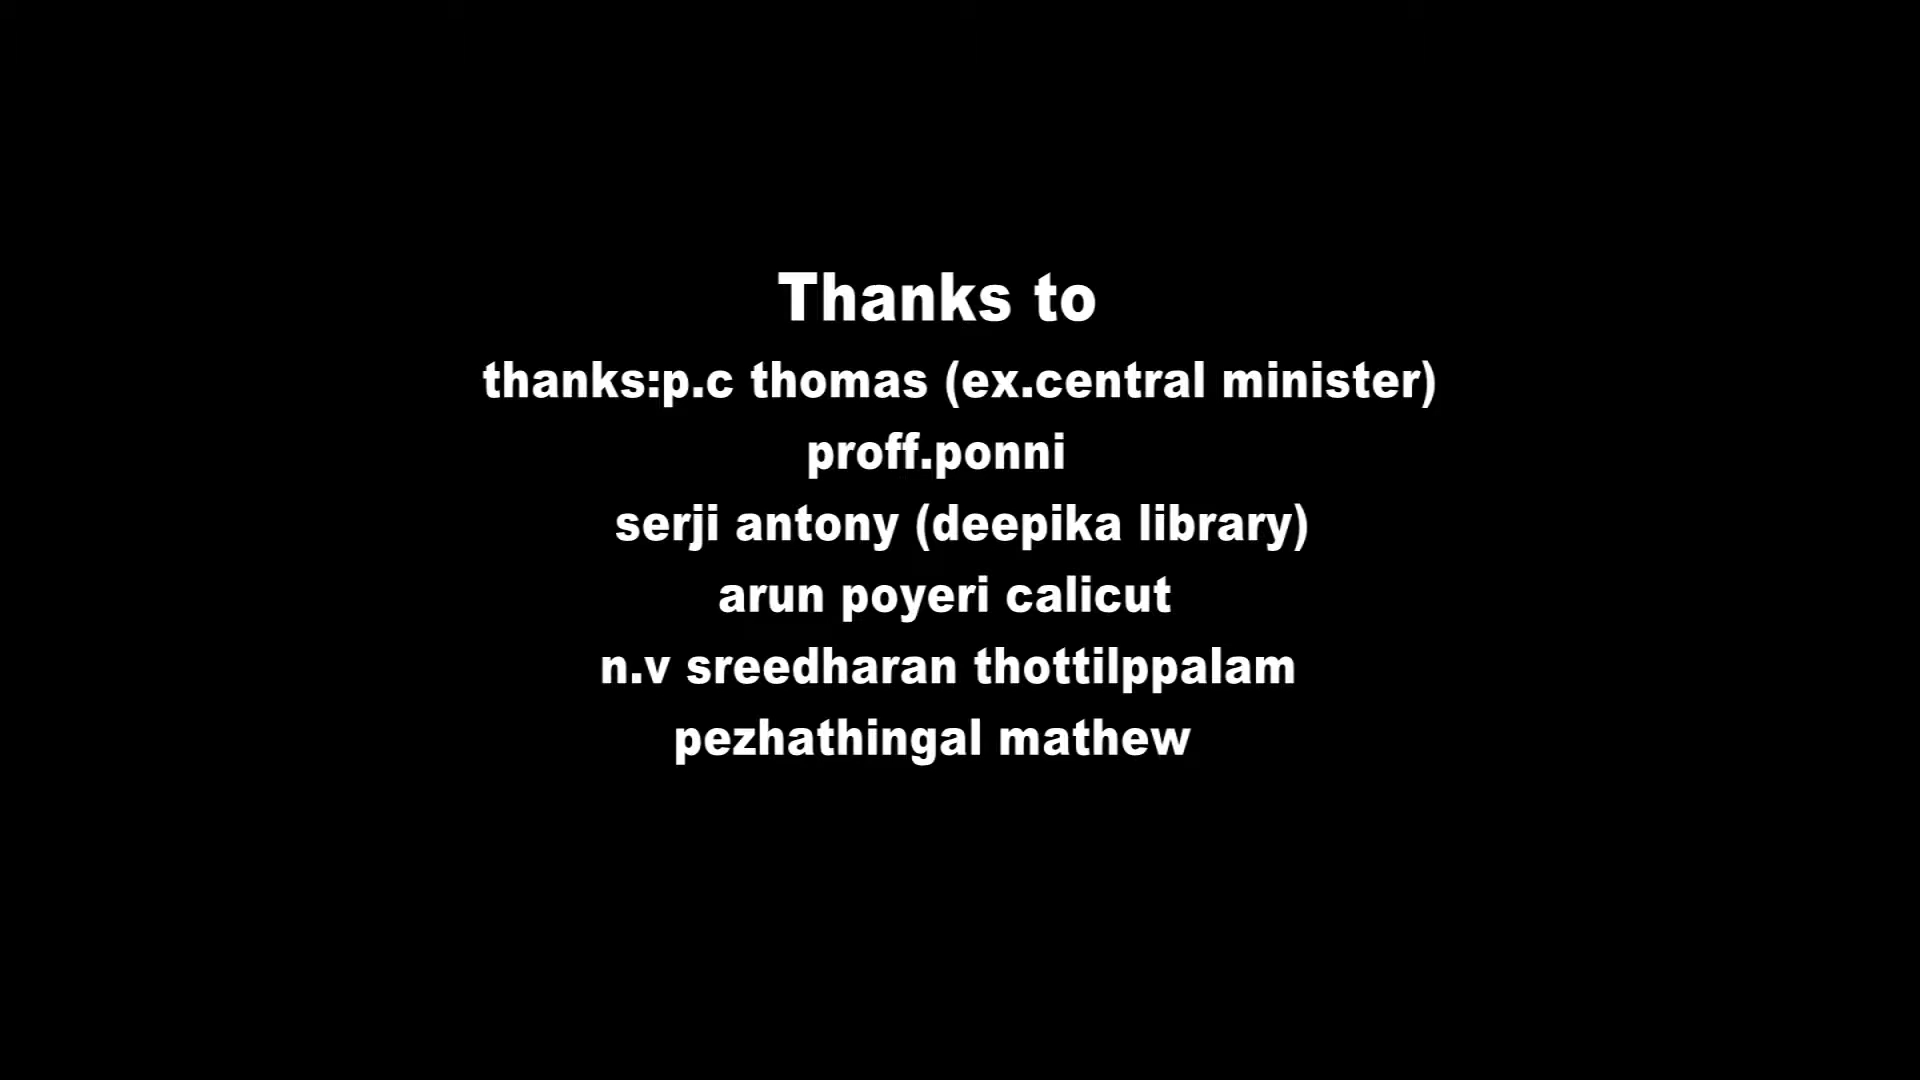 Thanks to
thanks:p.c thomas (ex.central minister)
proff.ponni
serji antony (deepika library)
arun poyeri calicut
n.v sreedharan thottilppalam
pezhathingal mathew